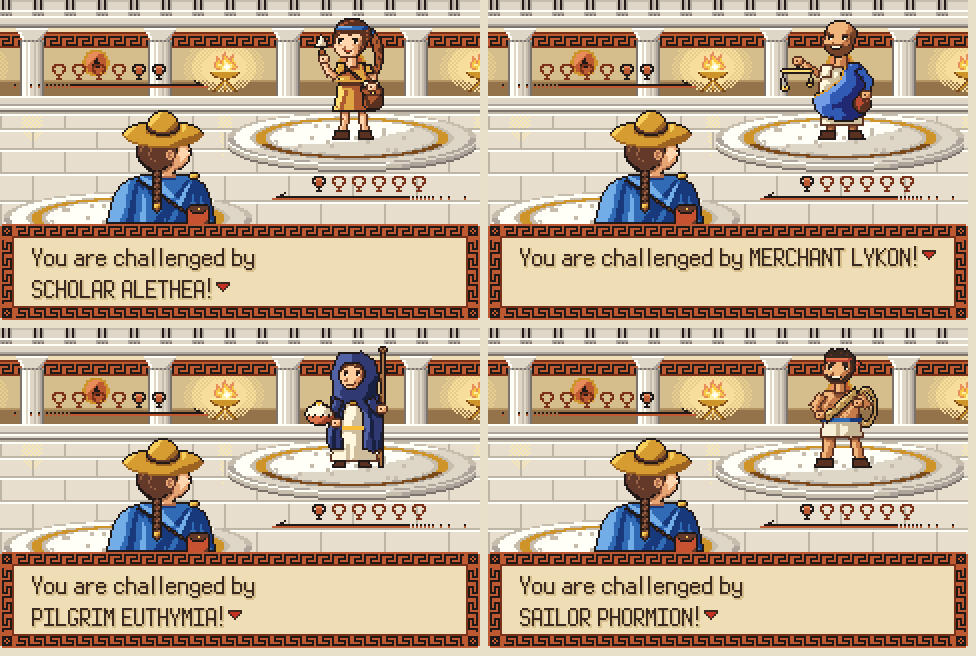 You are challenged by
SCHOLAR ALETHEA!
You are challenged by MERCHANT LYKON!
You are challenged by
PILGRIM EUTHYMIA!
You are challenged by
SAILOR PHORMION!